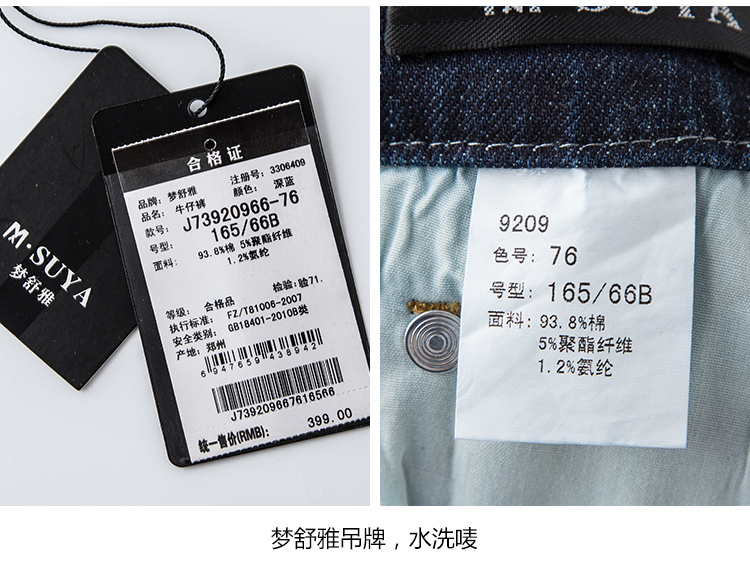 M·SUYA
梦舒雅
合格证
品牌: 梦舒雅 注册号: 3306409
品名: 牛仔裤 颜色: 深蓝
款号: J73920966-76
号型: 165/66B
面料: 93.8%棉 5%聚酯纤维
1.2%氨纶
检验: 验71.
等级: 合格品
执行标准: FZ/T81006-2007
安全类别: GB18401-2010B类
产地: 郑州
6947659438942
J739209667616566
统一售价(RMB): 399.00
9209
色号: 76
号型: 165/66B
面料: 93.8%棉
5%聚酯纤维
1.2%氨纶
梦舒雅吊牌，水洗唛